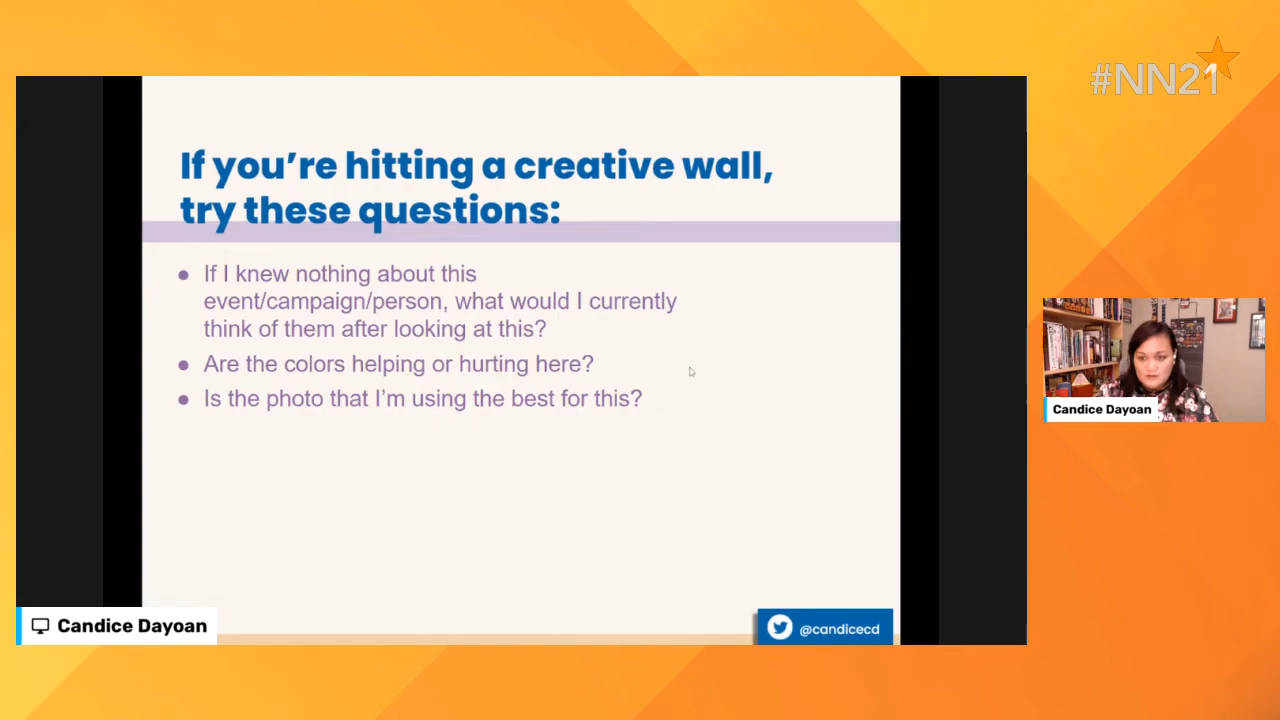 #NN21
If you’re hitting a creative wall,
try these questions:
● If I knew nothing about this
event/campaign/person, what would I currently
think of them after looking at this?
● Are the colors helping or hurting here?
● Is the photo that I’m using the best for this?
Candice Dayoan
Candice Dayoan
@candicecd